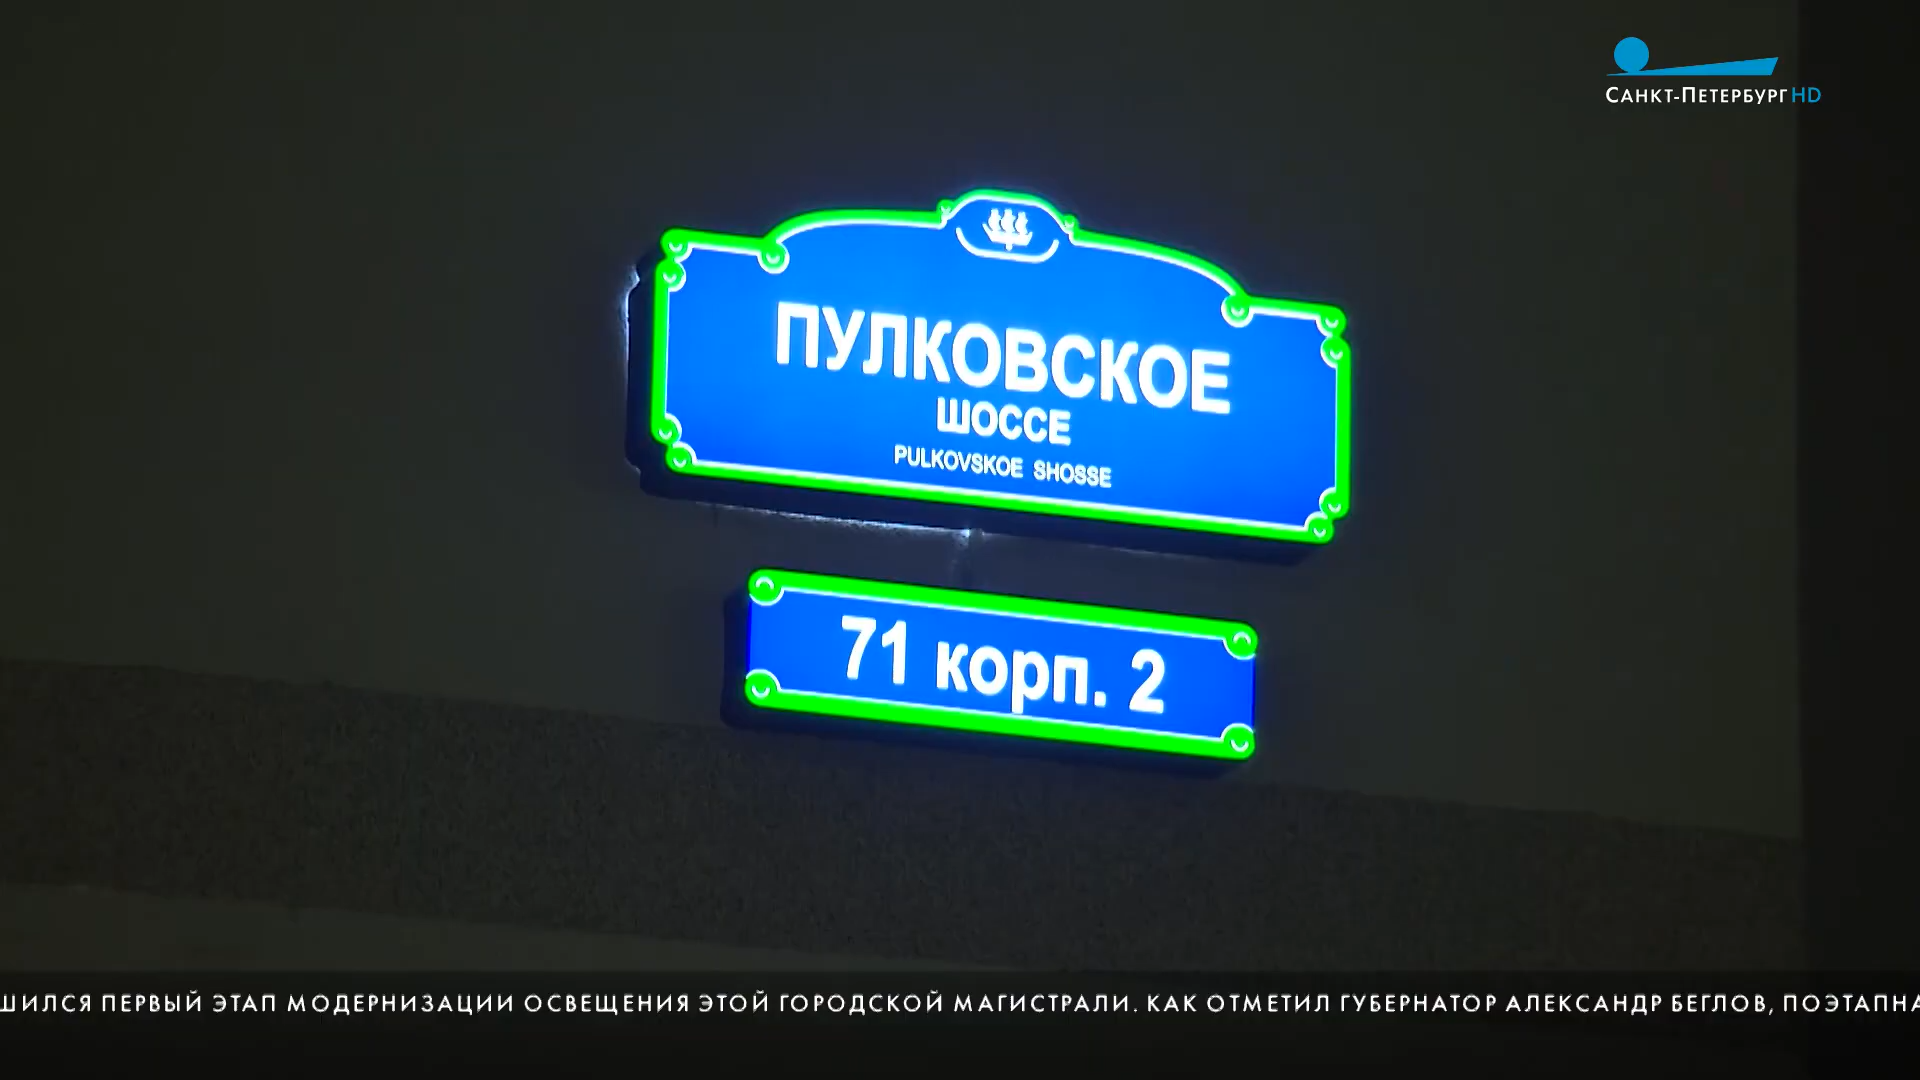 САНКТ-ПЕТЕРБУРГ HD
ПУЛКОВСКОЕ
ШОССЕ
PULKOVSKOE SHOSSE
71 корп. 2
ШИЛСЯ ПЕРВЫЙ ЭТАП МОДЕРНИЗАЦИИ ОСВЕЩЕНИЯ ЭТОЙ ГОРОДСКОЙ МАГИСТРАЛИ. КАК ОТМЕТИЛ ГУБЕРНАТОР АЛЕКСАНДР БЕГЛОВ, ПОЭТАПНА